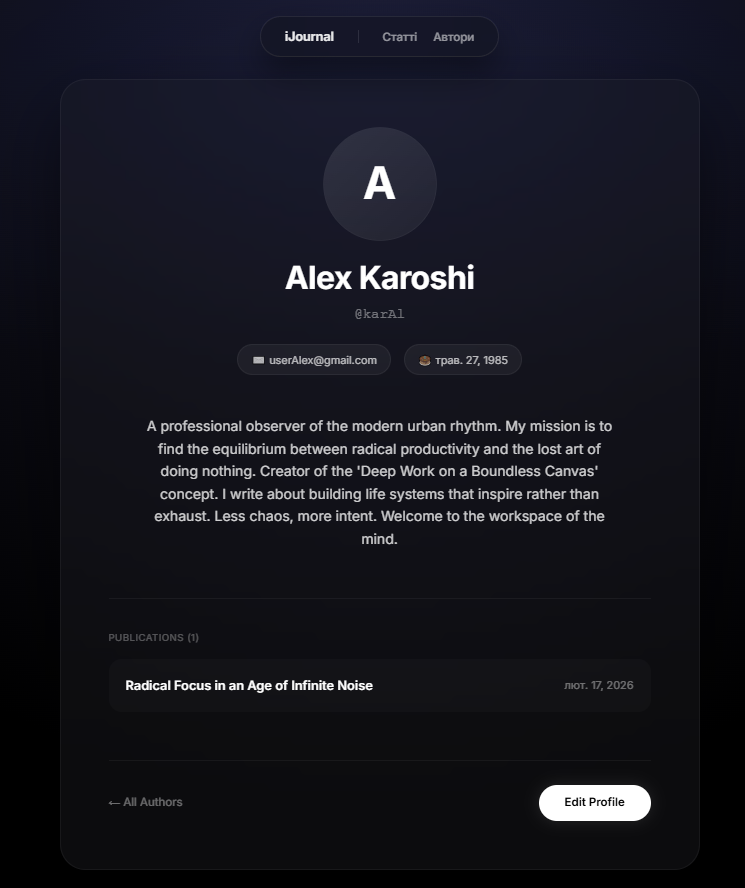 iJournal Статті Автори
A
Alex Karoshi
@karAl
userAlex@gmail.com трав. 27, 1985
A professional observer of the modern urban rhythm. My mission is to
find the equilibrium between radical productivity and the lost art of
doing nothing. Creator of the 'Deep Work on a Boundless Canvas'
concept. I write about building life systems that inspire rather than
exhaust. Less chaos, more intent. Welcome to the workspace of the
mind.
PUBLICATIONS (1)
Radical Focus in an Age of Infinite Noise лют. 17, 2026
← All Authors Edit Profile